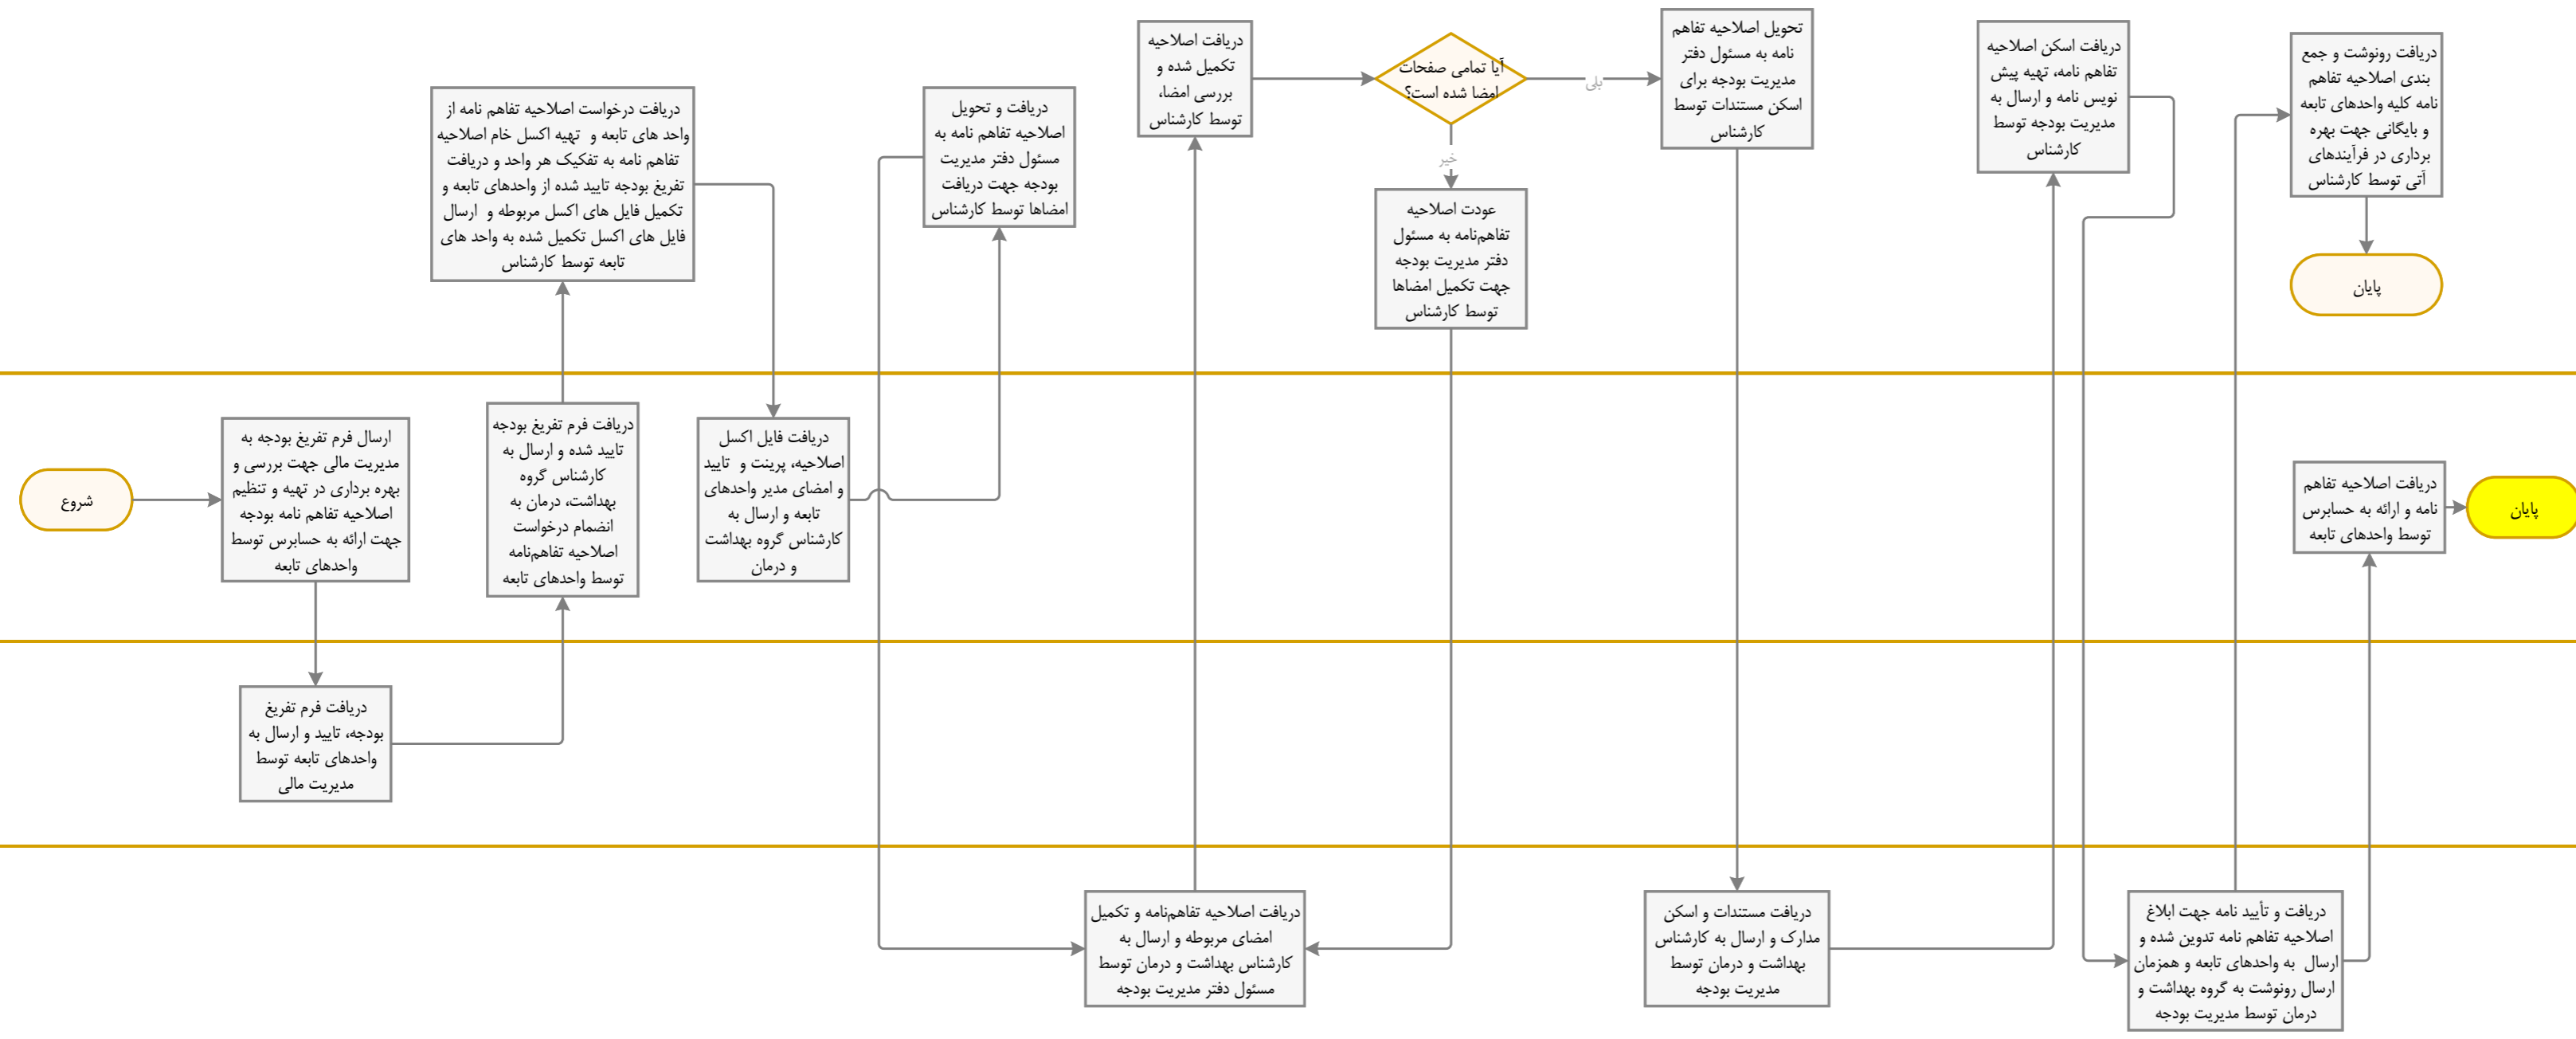 شروع
ارسال فرم تفریغ بودجه به
مدیریت مالی جهت بررسی و
بهره برداری در تهیه و تنظیم
اصلاحیه تفاهم نامه بودجه
جهت ارائه به حسابرس توسط
واحدهای تابعه
دریافت فرم تفریغ
بودجه، تایید و ارسال به
واحدهای تابعه توسط
مدیریت مالی
دریافت فرم تفریغ بودجه
تایید شده و ارسال به
کارشناس گروه
بهداشت، درمان به
انضمام درخواست
اصلاحیه تفاهم‌نامه
توسط واحدهای تابعه
دریافت درخواست اصلاحیه تفاهم نامه از
واحد های تابعه و تهیه اکسل خام اصلاحیه
تفاهم نامه به تفکیک هر واحد و دریافت
تفریغ بودجه تایید شده از واحدهای تابعه و
تکمیل فایل های اکسل مربوطه و ارسال
فایل های اکسل تکمیل شده به واحد های
تابعه توسط کارشناس
دریافت فایل اکسل
اصلاحیه، پرینت و تایید
و امضای مدیر واحدهای
تابعه و ارسال به
کارشناس گروه بهداشت
و درمان
دریافت و تحویل
اصلاحیه تفاهم نامه به
مسئول دفتر مدیریت
بودجه جهت دریافت
امضاها توسط کارشناس
دریافت اصلاحیه تفاهم‌نامه و تکمیل
امضای مربوطه و ارسال به
کارشناس بهداشت و درمان توسط
مسئول دفتر مدیریت بودجه
دریافت اصلاحیه
تکمیل شده و
بررسی امضا،
توسط کارشناس
آیا تمامی صفحات
امضا شده است؟
بلی
خیر
عودت اصلاحیه
تفاهم‌نامه به مسئول
دفتر مدیریت بودجه
جهت تکمیل امضاها
توسط کارشناس
تحویل اصلاحیه تفاهم
نامه به مسئول دفتر
مدیریت بودجه برای
اسکن مستندات توسط
کارشناس
دریافت مستندات و اسکن
مدارک و ارسال به کارشناس
بهداشت و درمان توسط
مدیریت بودجه
دریافت اسکن اصلاحیه
تفاهم نامه، تهیه پیش
نویس نامه و ارسال به
مدیریت بودجه توسط
کارشناس
دریافت و تأیید نامه جهت ابلاغ
اصلاحیه تفاهم نامه تدوین شده و
ارسال به واحدهای تابعه و همزمان
ارسال رونوشت به گروه بهداشت و
درمان توسط مدیریت بودجه
دریافت رونوشت و جمع
بندی اصلاحیه تفاهم
نامه کلیه واحدهای تابعه
و بایگانی جهت بهره
برداری در فرآیندهای
آتی توسط کارشناس
پایان
دریافت اصلاحیه تفاهم
نامه و ارائه به حسابرس
توسط واحدهای تابعه
پایان